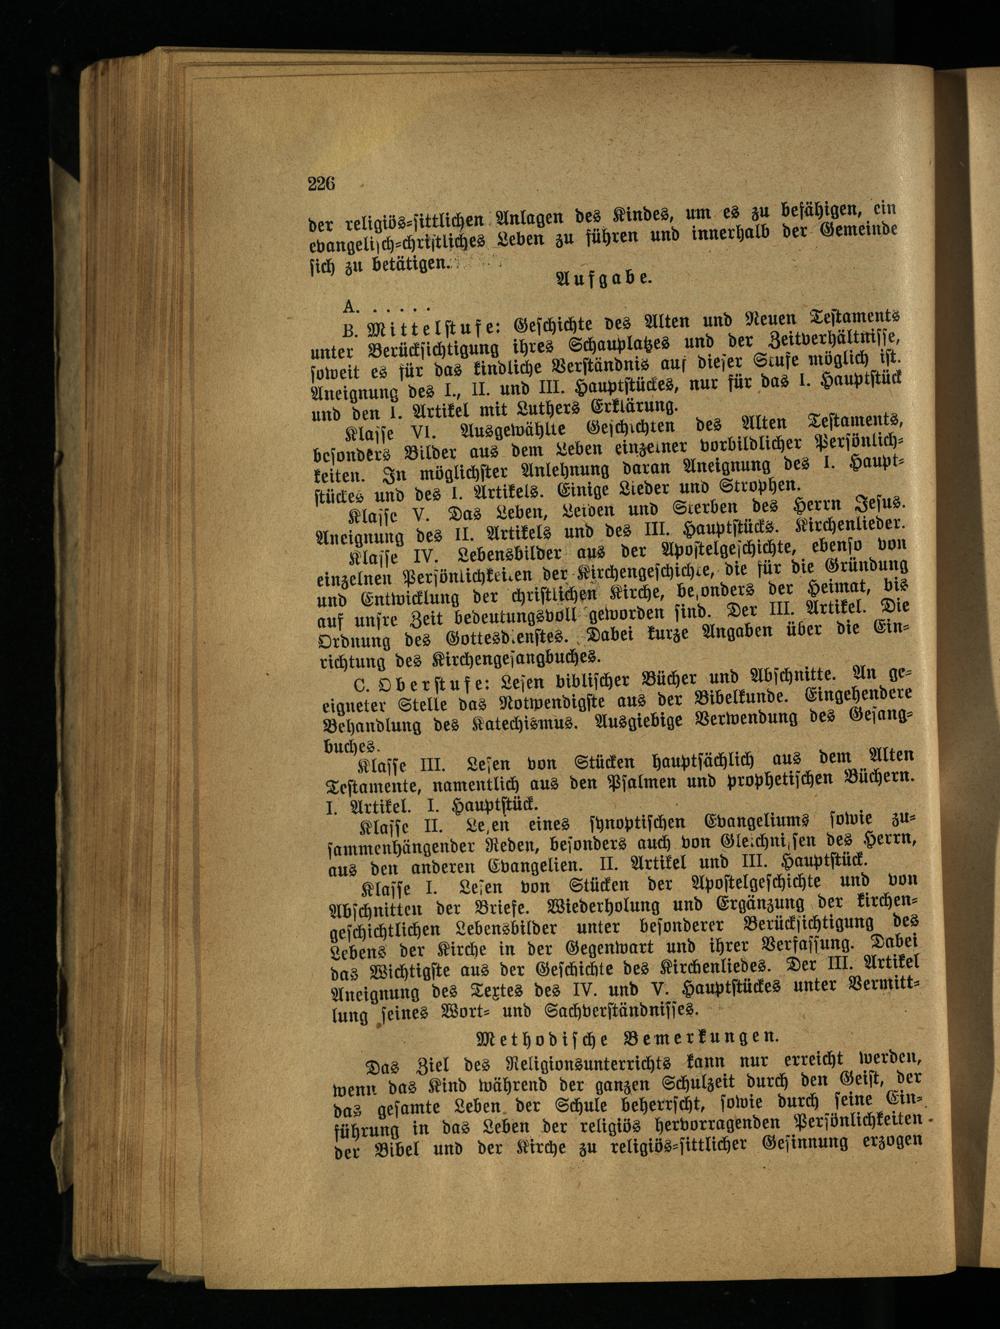 226
der religiös-sittlichen Anlagen des Kindes, um es zu befähigen, ein
evangelisch-christliches Leben zu führen und innerhalb der Gemeinde
sich zu betätigen.
Aufgabe.
A. . . . . .
B. Mittelstufe: Geschichte des Alten und Neuen Testaments
unter Berücksichtigung ihres Schauplatzes und der Zeitverhältnisse,
soweit es für das kindliche Verständnis auf dieser Stufe möglich ist.
Aneignung des I., II. und III. Hauptstückes, nur für das I. Hauptstück
und den I. Artikel mit Luthers Erklärung.
Klasse VI. Ausgewählte Geschichten des Alten Testaments,
besonders Bilder aus dem Leben einzelner vorbildlicher Persönlich-
keiten. In möglichster Anlehnung daran Aneignung des I. Haupt-
stückes und des I. Artikels. Einige Lieder und Strophen.
Klasse V. Das Leben, Leiden und Sterben des Herrn Jesus.
Aneignung des II. Artikels und des III. Hauptstücks. Kirchenlieder.
Klasse IV. Lebensbilder aus der Apostelgeschichte, ebenso von
einzelnen Persönlichkeiten der Kirchengeschichte, die für die Gründung
und Entwicklung der christlichen Kirche, besonders der Heimat, bis
auf unsre Zeit bedeutungsvoll geworden sind. Der III. Artikel. Die
Ordnung des Gottesdienstes. Dabei kurze Angaben über die Ein-
richtung des Kirchengesangbuches.
C. Oberstufe: Lesen biblischer Bücher und Abschnitte. An ge-
eigneter Stelle das Notwendigste aus der Bibelkunde. Eingehendere
Behandlung des Katechismus. Ausgiebige Verwendung des Gesang-
buches.
Klasse III. Lesen von Stücken hauptsächlich aus dem Alten
Testamente, namentlich aus den Psalmen und prophetischen Büchern.
I. Artikel. I. Hauptstück.
Klasse II. Lesen eines synoptischen Evangeliums sowie zu-
sammenhängender Reden, besonders auch von Gleichnissen des Herrn,
aus den anderen Evangelien. II. Artikel und III. Hauptstück.
Klasse I. Lesen von Stücken der Apostelgeschichte und von
Abschnitten der Briefe. Wiederholung und Ergänzung der kirchen-
geschichtlichen Lebensbilder unter besonderer Berücksichtigung des
Lebens der Kirche in der Gegenwart und ihrer Verfassung. Dabei
das Wichtigste aus der Geschichte des Kirchenliedes. Der III. Artikel
Aneignung des Textes des IV. und V. Hauptstückes unter Vermitt-
lung seines Wort- und Sachverständnisses.
Methodische Bemerkungen.
Das Ziel des Religionsunterrichts kann nur erreicht werden,
wenn das Kind während der ganzen Schulzeit durch den Geist, der
das gesamte Leben der Schule beherrscht, sowie durch seine Ein-
führung in das Leben der religiös hervorragenden Persönlichkeiten
der Bibel und der Kirche zu religiös-sittlicher Gesinnung erzogen